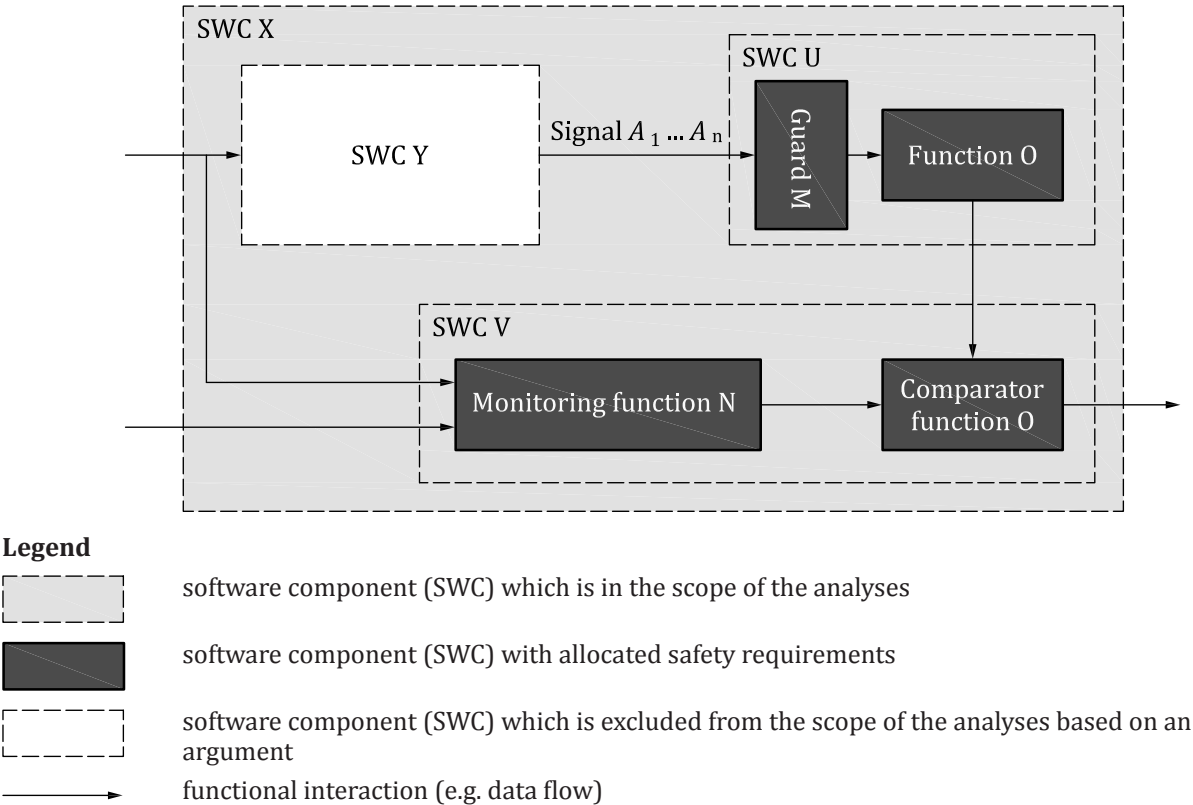 SWC X
SWC U
SWC Y
Signal A 1 ... A n
Guard M
Function O
SWC V
Monitoring function N
Comparator
function O
Legend
software component (SWC) which is in the scope of the analyses
software component (SWC) with allocated safety requirements
software component (SWC) which is excluded from the scope of the analyses based on an
argument
functional interaction (e.g. data flow)